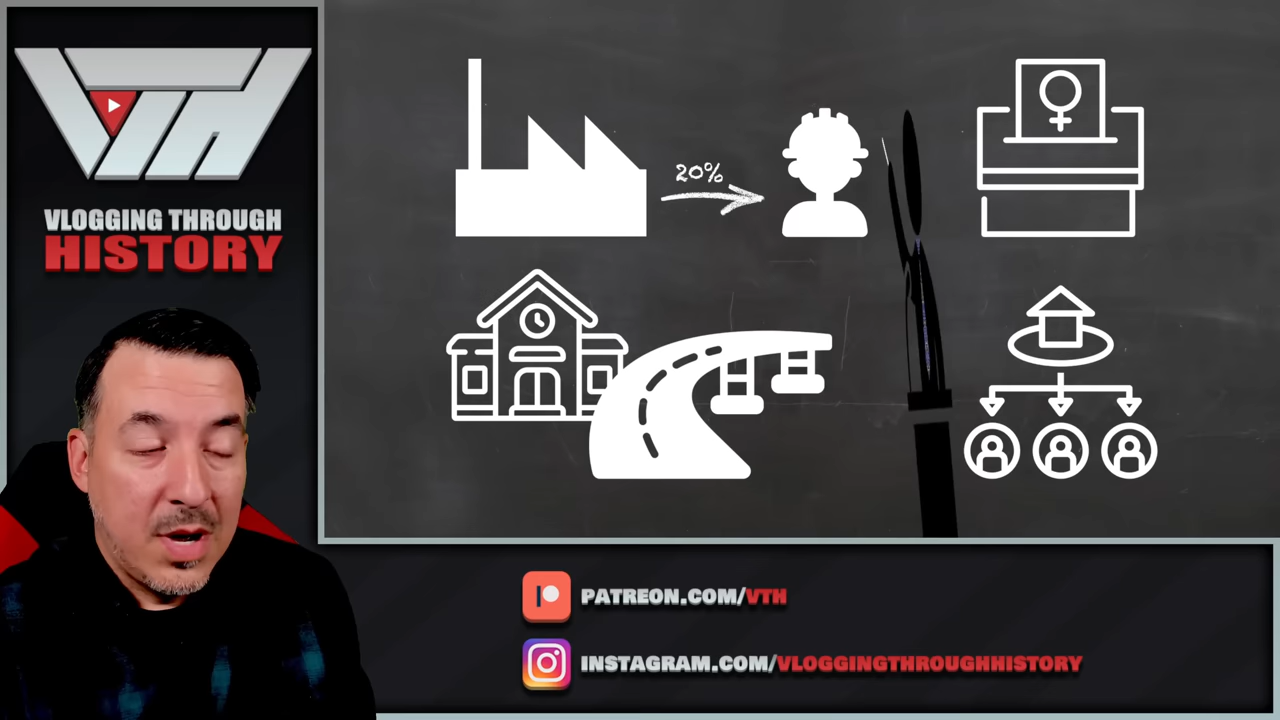 VTH
VLOGGING THROUGH
HISTORY
20%
PATREON.COM/VTH
INSTAGRAM.COM/VLOGGINGTHROUGHHISTORY